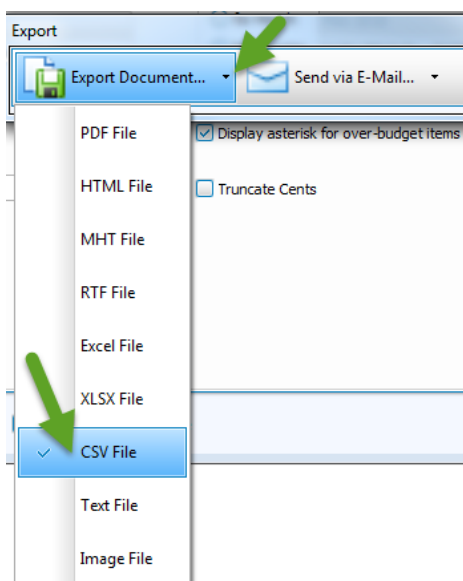 Export
Export Document...
Send via E-Mail...
PDF File
Display asterisk for over-budget items
HTML File
Truncate Cents
MHT File
RTF File
Excel File
XLSX File
CSV File
Text File
Image File